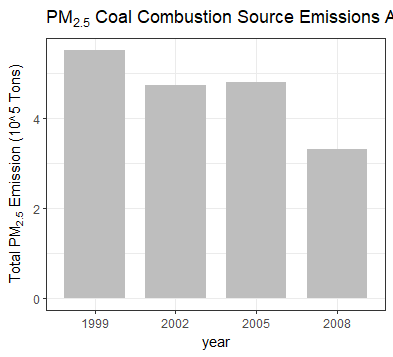 PM2.5 Coal Combustion Source Emissions A
Total PM2.5 Emission (10^5 Tons)
4
2
0
1999 2002 2005 2008
year